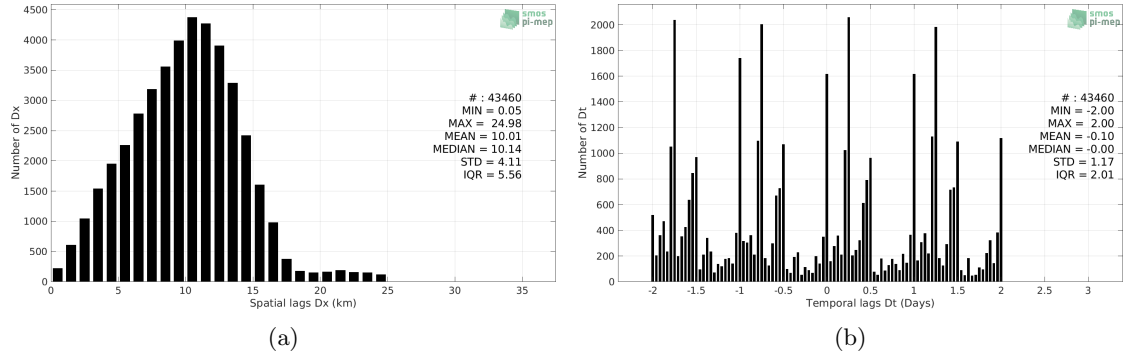 4500
4000
3500
3000
2500
2000
1500
1000
500
0
Number of Dx
smos
pi-mep
# : 43460
MIN = 0.05
MAX = 24.98
MEAN = 10.01
MEDIAN = 10.14
STD = 4.11
IQR = 5.56
0 5 10 15 20 25 30 35
Spatial lags Dx (km)
(a)
2000
1800
1600
1400
1200
1000
800
600
400
200
0
Number of Dt
smos
pi-mep
# : 43460
MIN = -2.00
MAX = 2.00
MEAN = -0.10
MEDIAN = -0.00
STD = 1.17
IQR = 2.01
-2 -1.5 -1 -0.5 0 0.5 1 1.5 2 2.5 3
Temporal lags Dt (Days)
(b)